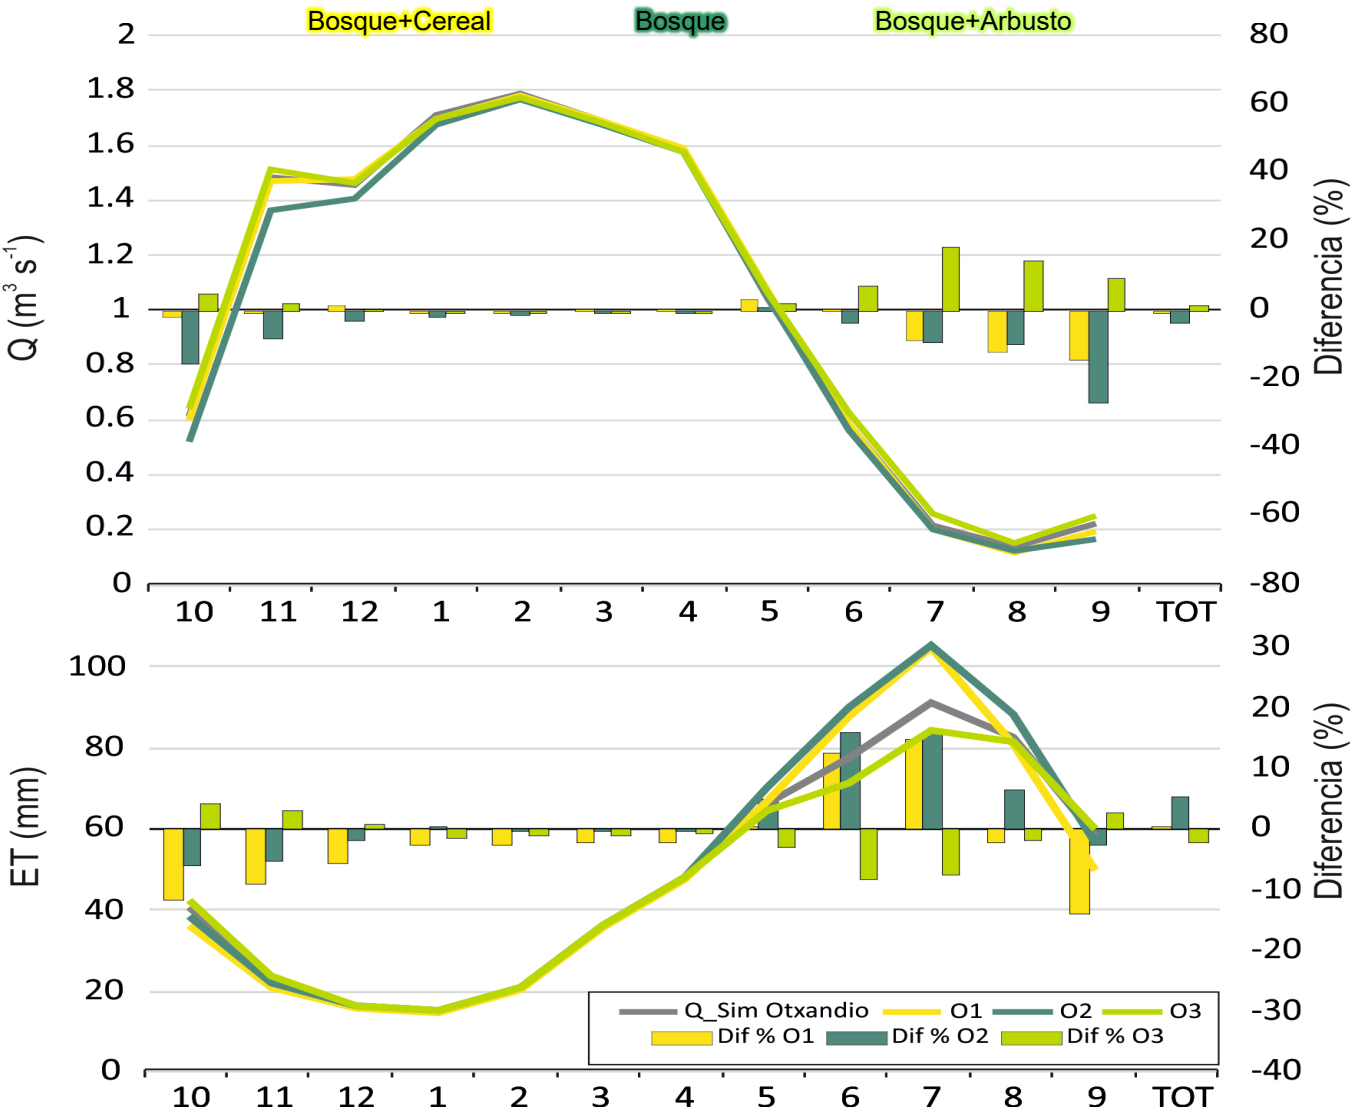 Bosque+Cereal Bosque Bosque+Arbusto
2 80
1.8 60
1.6 40
1.4 20
1.2 0
1 -20
0.8 -40
0.6 -60
0.4 -80
0.2
0
Q (m³ s⁻¹)
Diferencia (%)
10 11 12 1 2 3 4 5 6 7 8 9 TOT
100 30
80 20
60 10
40 0
20 -10
0 -20
-30
-40
ET (mm)
Diferencia (%)
Q_Sim Otxandio O1 O2 O3
Dif % O1 Dif % O2 Dif % O3
10 11 12 1 2 3 4 5 6 7 8 9 TOT